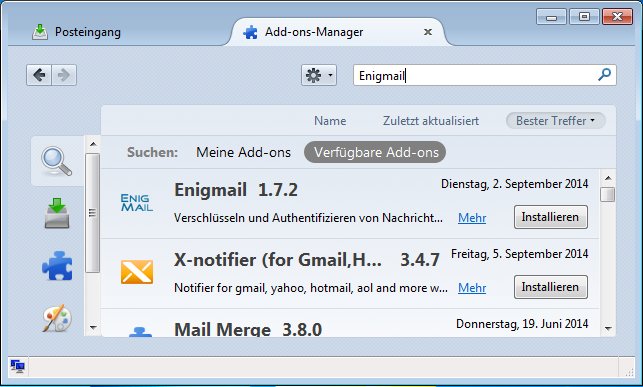 Posteingang
Add-ons-Manager
Enigmail
Name Zuletzt aktualisiert Bester Treffer
Suchen: Meine Add-ons Verfügbare Add-ons
ENIG MAIL
Enigmail 1.7.2 Dienstag, 2. September 2014
Verschlüsseln und Authentifizieren von Nachricht... Mehr Installieren
X-notifier (for Gmail,H... 3.4.7 Freitag, 5. September 2014
Notifier for gmail, yahoo, hotmail, aol and more w... Mehr Installieren
Mail Merge 3.8.0 Donnerstag, 19. Juni 2014